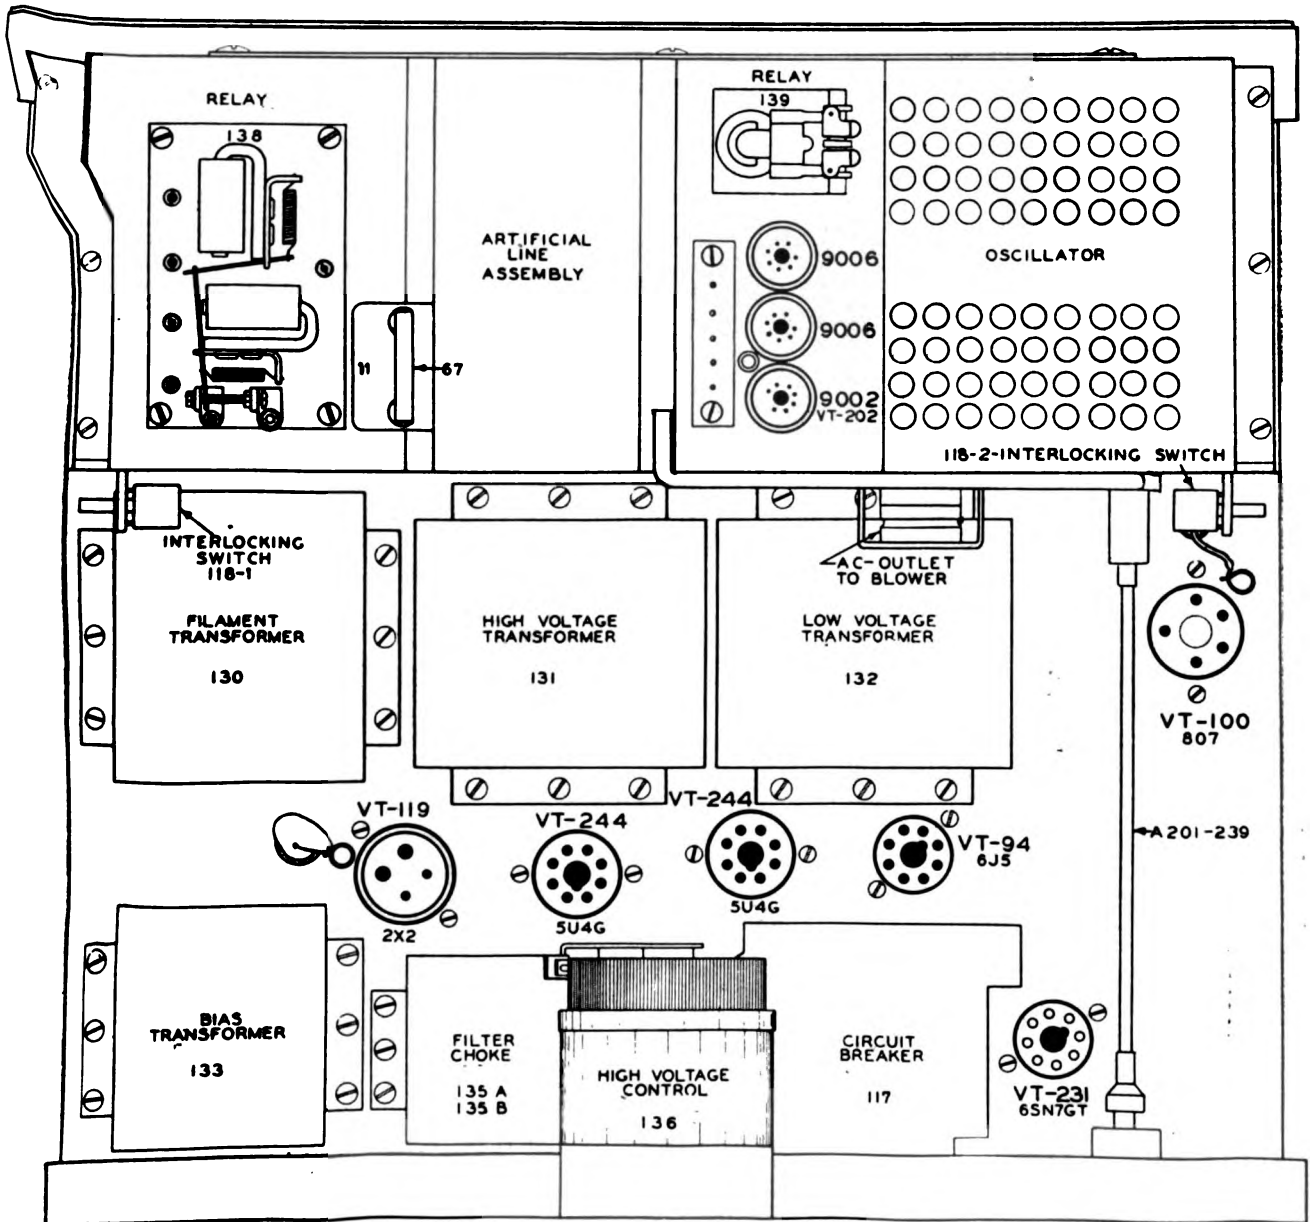 RELAY
138
RELAY
139
ARTIFICIAL
LINE
ASSEMBLY
9006
9006
9002
VT-202
OSCILLATOR
11
67
118-2-INTERLOCKING SWITCH
INTERLOCKING
SWITCH
118-1
FILAMENT
TRANSFORMER
130
HIGH VOLTAGE
TRANSFORMER
131
AC-OUTLET
TO BLOWER
LOW VOLTAGE
TRANSFORMER
132
VT-100
807
VT-119
2X2
VT-244
5U4G
VT-244
5U4G
VT-94
6J5
A201-239
BIAS
TRANSFORMER
133
FILTER
CHOKE
135 A
135 B
HIGH VOLTAGE
CONTROL
136
CIRCUIT
BREAKER
117
VT-231
6SN7GT